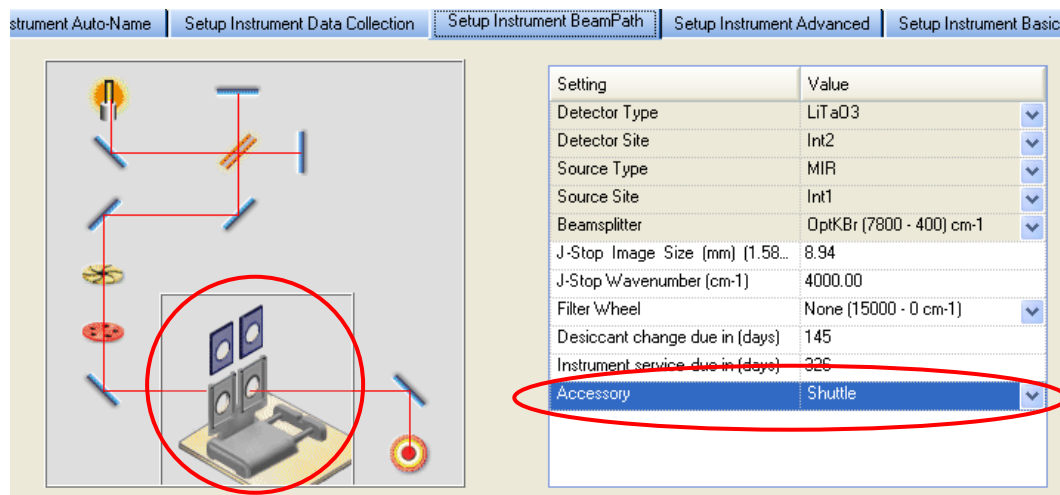 strument Auto-Name Setup Instrument Data Collection Setup Instrument BeamPath Setup Instrument Advanced Setup Instrument Basic
Setting Value
Detector Type LiTaO3
Detector Site Int2
Source Type MIR
Source Site Int1
Beamsplitter OptKBr (7800 - 400) cm-1
J-Stop Image Size (mm) (1.58... 8.94
J-Stop Wavenumber (cm-1) 4000.00
Filter Wheel None (15000 - 0 cm-1)
Desiccant change due in (days) 145
Instrument service due in (days) 326
Accessory Shuttle